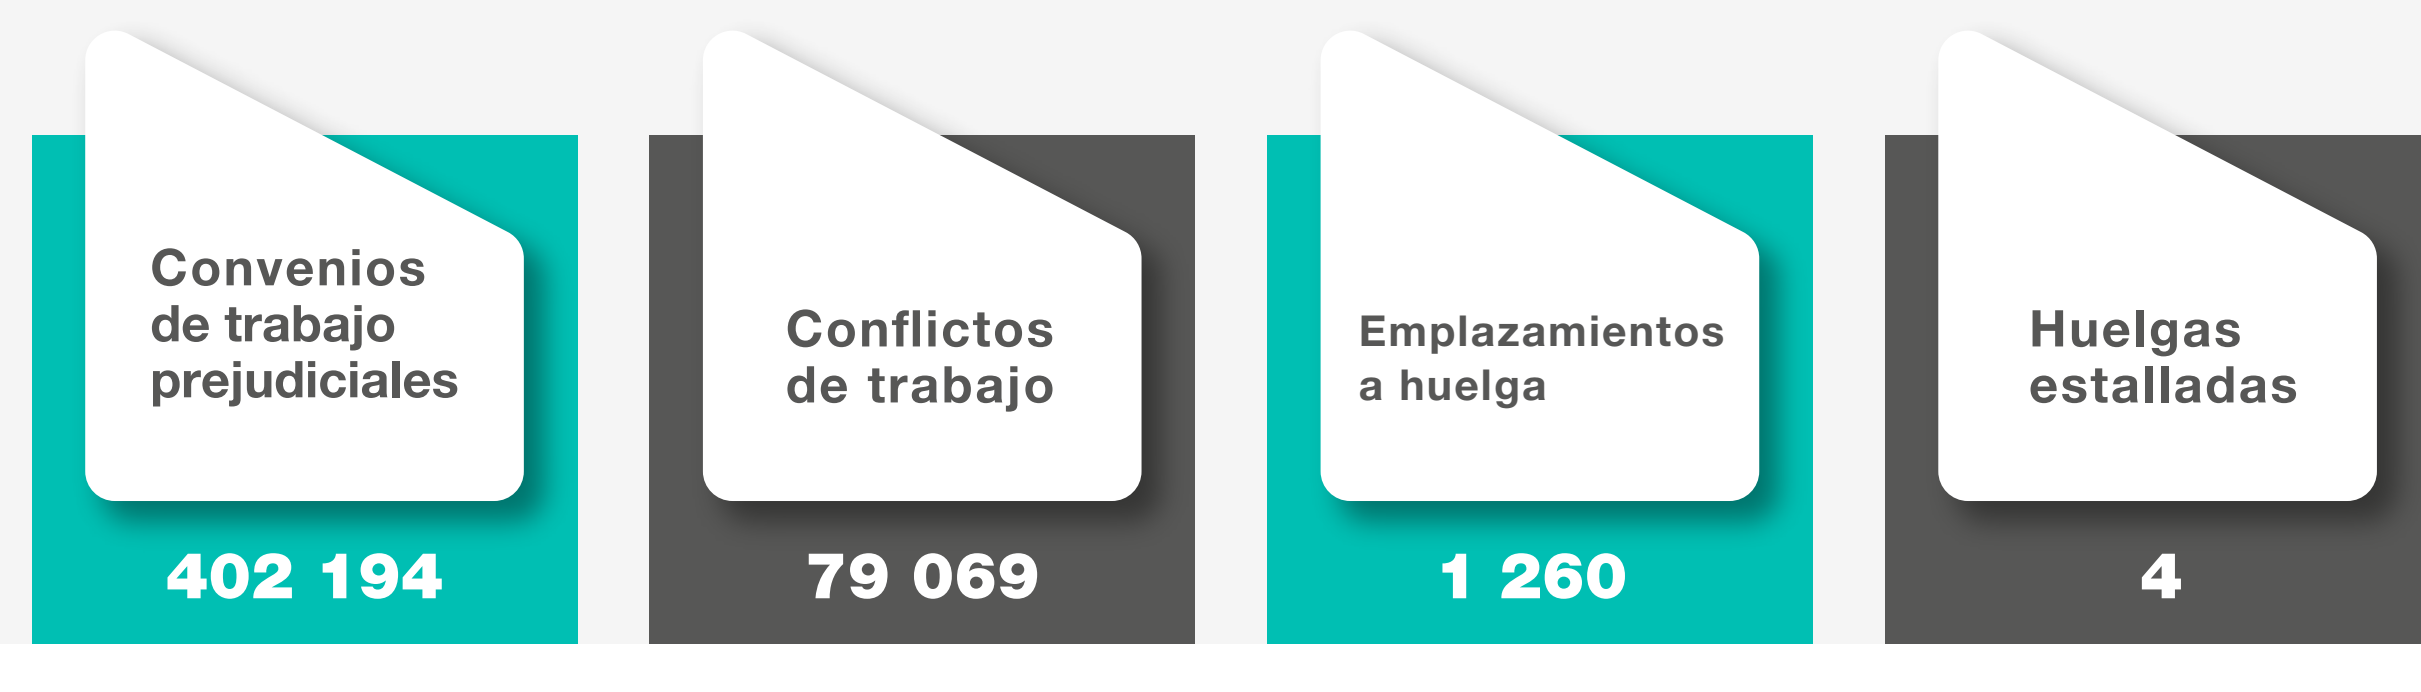 Convenios
de trabajo
prejudiciales
402 194
Conflictos
de trabajo
79 069
Emplazamientos
a huelga
1 260
Huelgas
estalladas
4